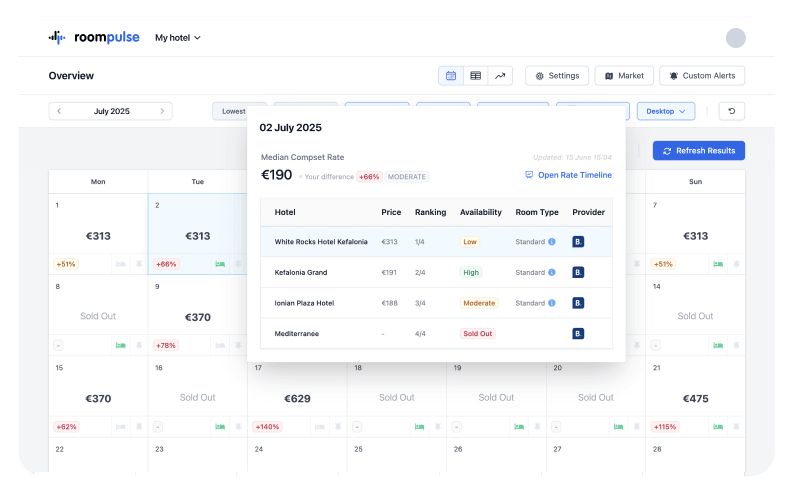 roompulse My hotel
Overview Settings Market Custom Alerts
July 2025 Lowest Desktop
02 July 2025
Median Compset Rate Updated: 15 June 15:04
€190 Your difference +66% MODERATE Open Rate Timeline
Hotel Price Ranking Availability Room Type Provider
White Rocks Hotel Kefalonia €313 1/4 Low Standard B.
Kefalonia Grand €191 2/4 High Standard B.
Ionian Plaza Hotel €188 3/4 Moderate Standard B.
Mediterranee - 4/4 Sold Out B.
Refresh Results
Mon Tue Sun
1 2 7
€313 €313 €313
+51% +66% +51%
8 9 14
Sold Out €370 Sold Out
- +78% -
15 16 17 18 19 20 21
€370 Sold Out €629 Sold Out Sold Out Sold Out €475
+62% - +140% - - - +115%
22 23 24 25 26 27 28